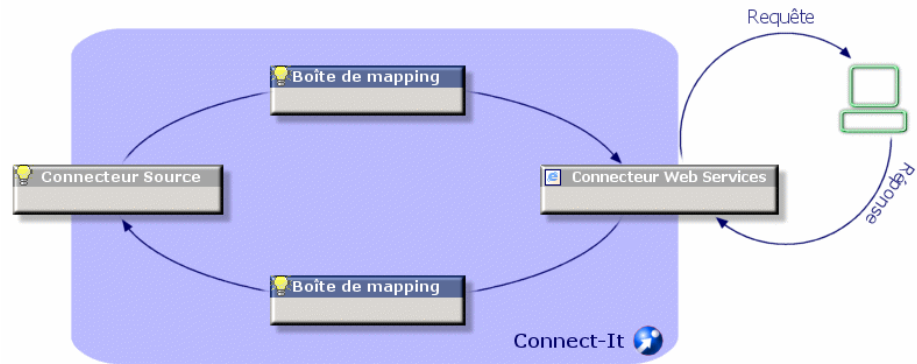 Requête
Boîte de mapping
Connecteur Source
Connecteur Web Services
Réponse
Boîte de mapping
Connect-It